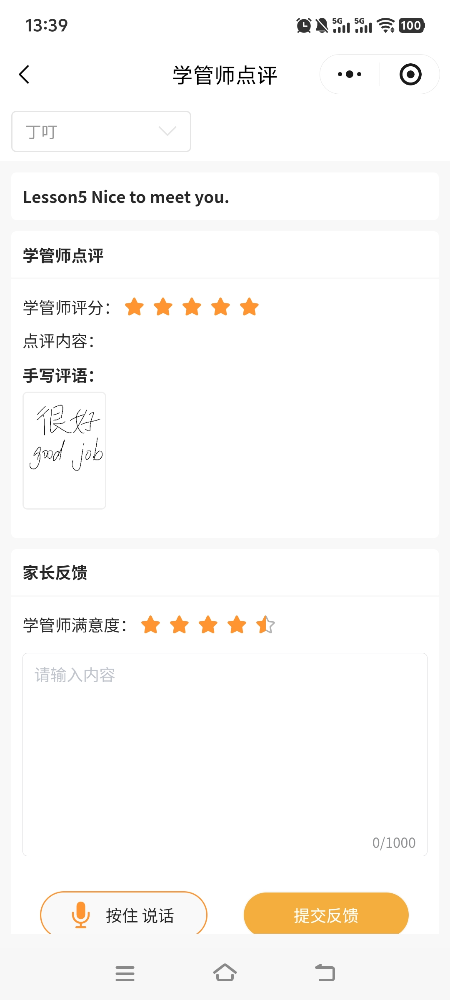 13:39
5G 5G 100
学管师点评
丁叮
Lesson5 Nice to meet you.
学管师点评
学管师评分：
点评内容：
手写评语：
很好
good job
家长反馈
学管师满意度：
请输入内容
0/1000
按住 说话
提交反馈